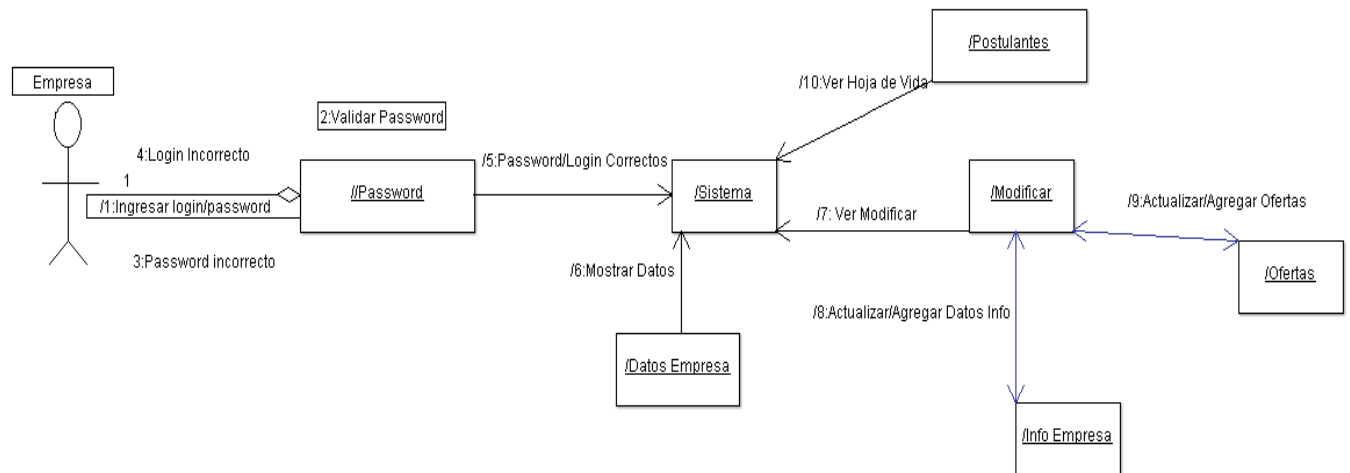 /Postulantes
Empresa
/10:Ver Hoja de Vida
2:Validar Password
4:Login Incorrecto
/5:Password/Login Correctos
1
//Password
/Sistema
/Modificar
/9:Actualizar/Agregar Ofertas
/1:Ingresar login/password
/7: Ver Modificar
3:Password incorrecto
/6:Mostrar Datos
/Ofertas
/8:Actualizar/Agregar Datos Info
/Datos Empresa
/Info Empresa